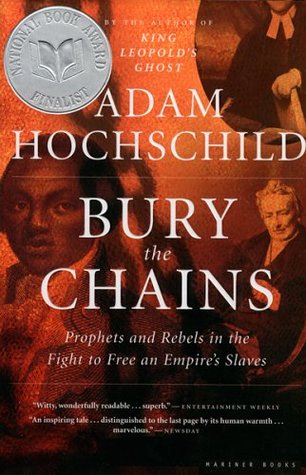 BY THE AUTHOR OF
KING
LEOPOLD'S
GHOST
NATIONAL BOOK AWARD
FINALIST
ADAM
HOCHSCHILD
BURY
the
CHAINS
Prophets and Rebels in the
Fight to Free an Empire's Slaves
"Witty, wonderfully readable . . . superb." — ENTERTAINMENT WEEKLY
"An inspiring tale . . . distinguished to the last page by its human warmth . . .
marvelous." — NEWSDAY
MARINER BOOKS